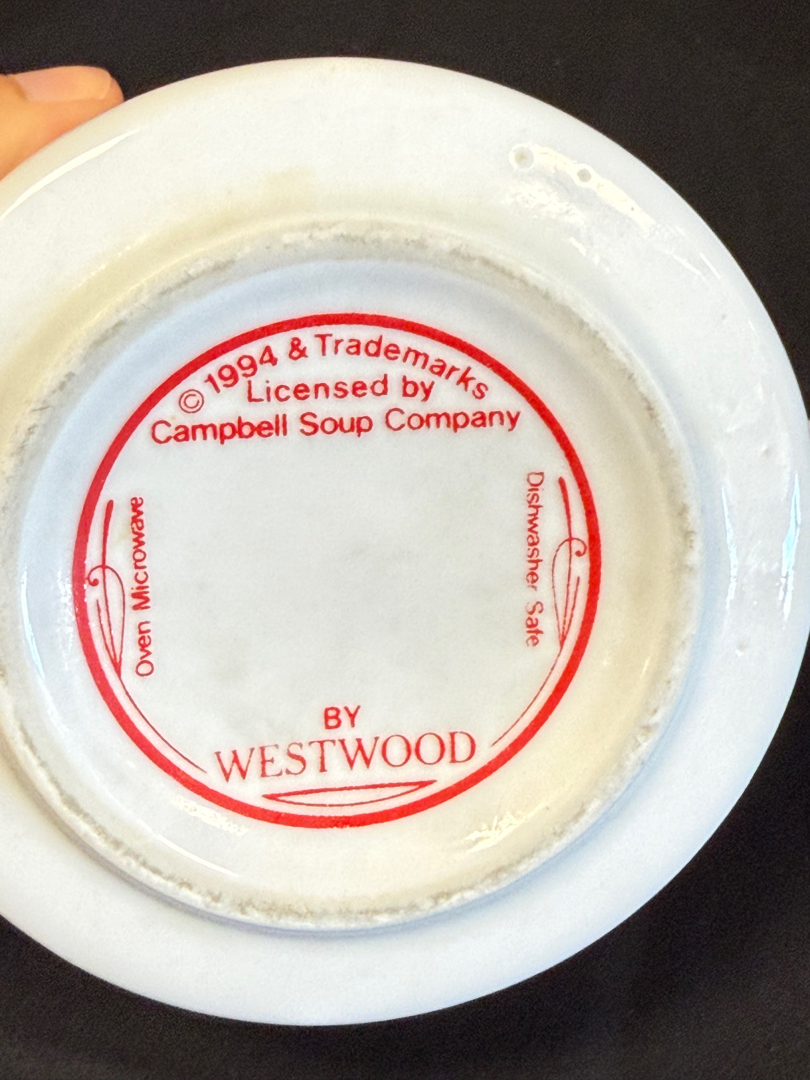 © 1994 & Trademarks
Licensed by
Campbell Soup Company
Oven Microwave
Dishwasher Safe
BY
WESTWOOD